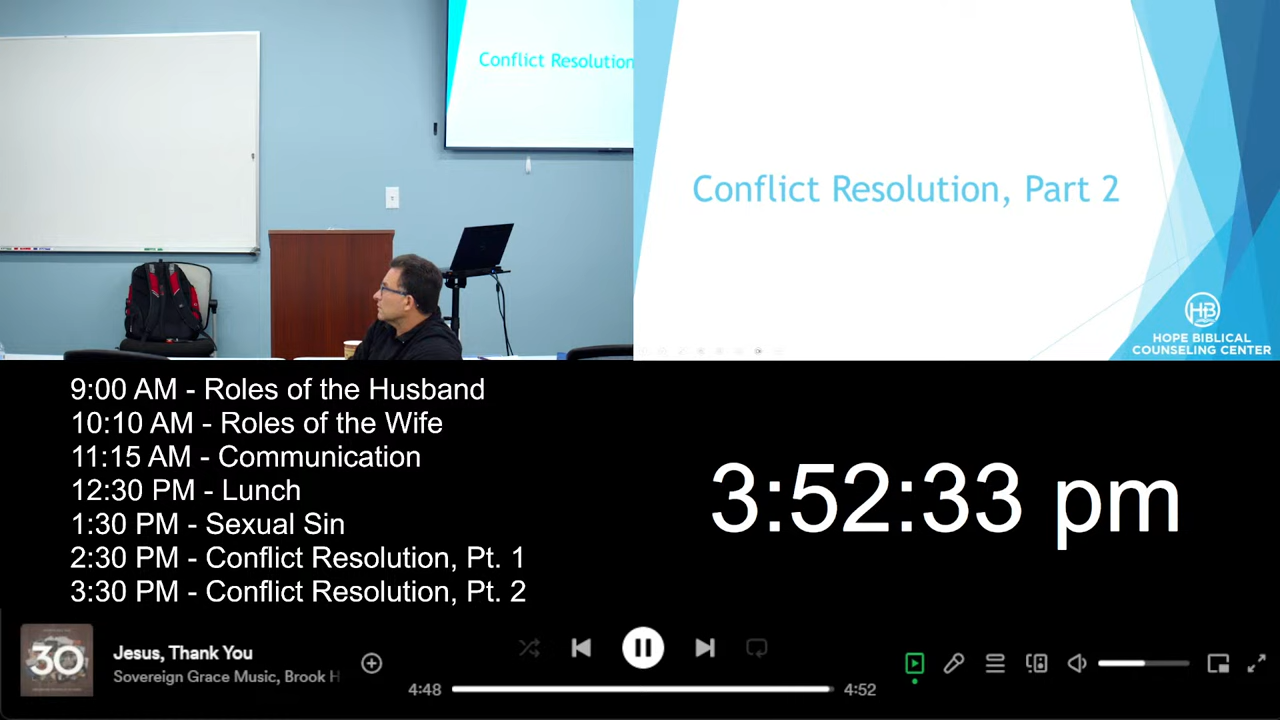 Conflict Resolution
Conflict Resolution, Part 2
HB
HOPE BIBLICAL
COUNSELING CENTER
9:00 AM - Roles of the Husband
10:10 AM - Roles of the Wife
11:15 AM - Communication
12:30 PM - Lunch
1:30 PM - Sexual Sin
2:30 PM - Conflict Resolution, Pt. 1
3:30 PM - Conflict Resolution, Pt. 2
3:52:33 pm
30
Jesus, Thank You
Sovereign Grace Music, Brook H
4:48
4:52